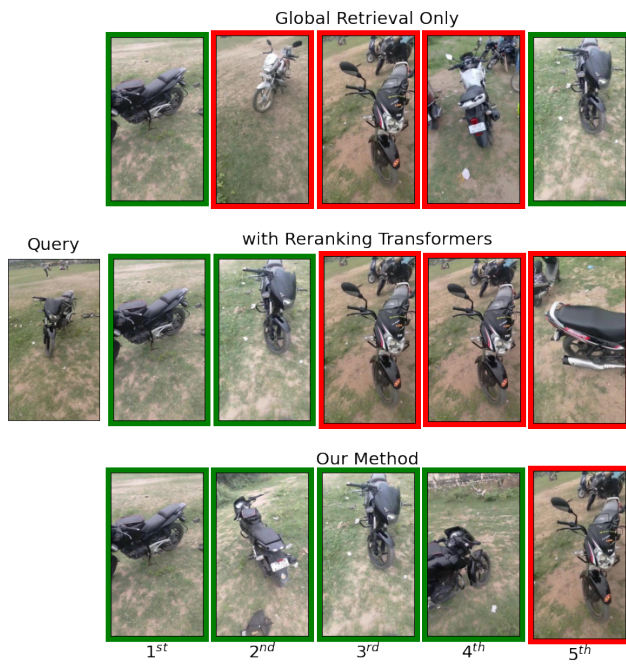 Global Retrieval Only
with Reranking Transformers
Query
Our Method
1st 2nd 3rd 4th 5th